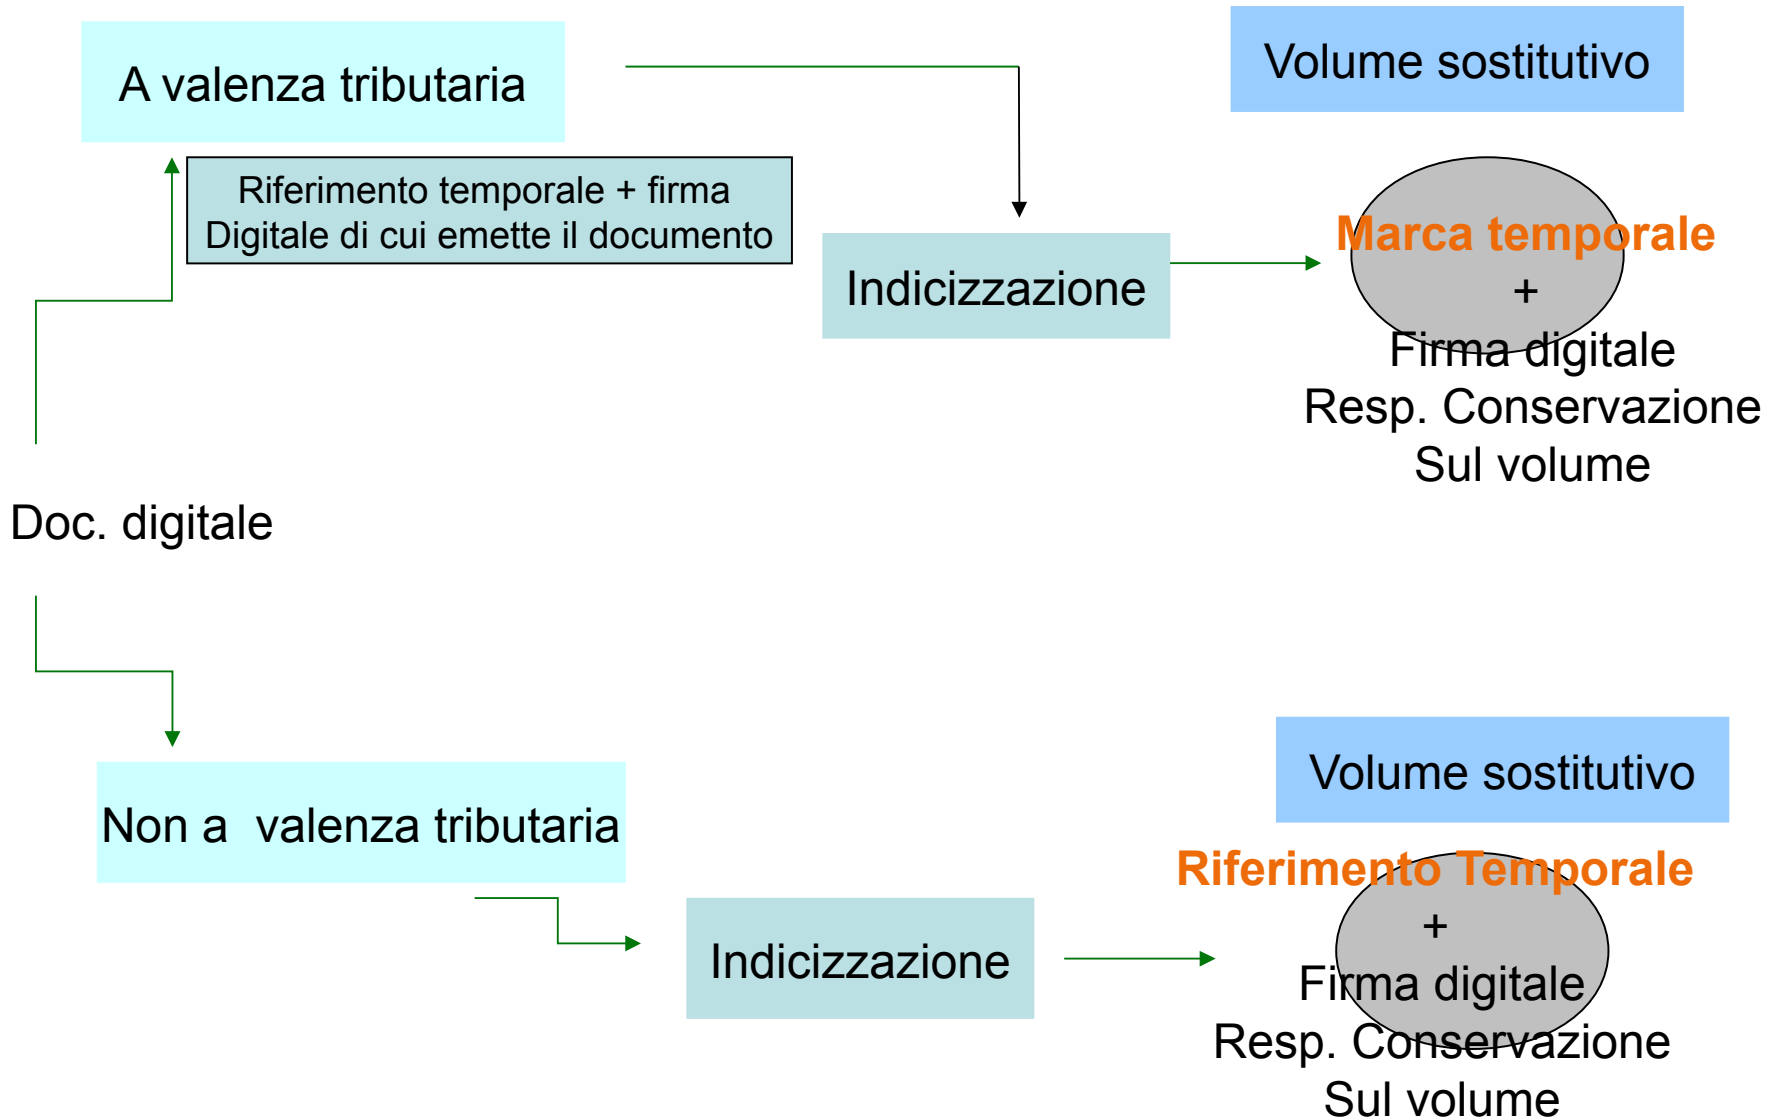 A valenza tributaria
Volume sostitutivo
Riferimento temporale + firma
Digitale di cui emette il documento
Indicizzazione
Marca temporale
+
Firma digitale
Resp. Conservazione
Sul volume
Doc. digitale
Non a  valenza tributaria
Volume sostitutivo
Indicizzazione
Riferimento Temporale
+
Firma digitale
Resp. Conservazione
Sul volume